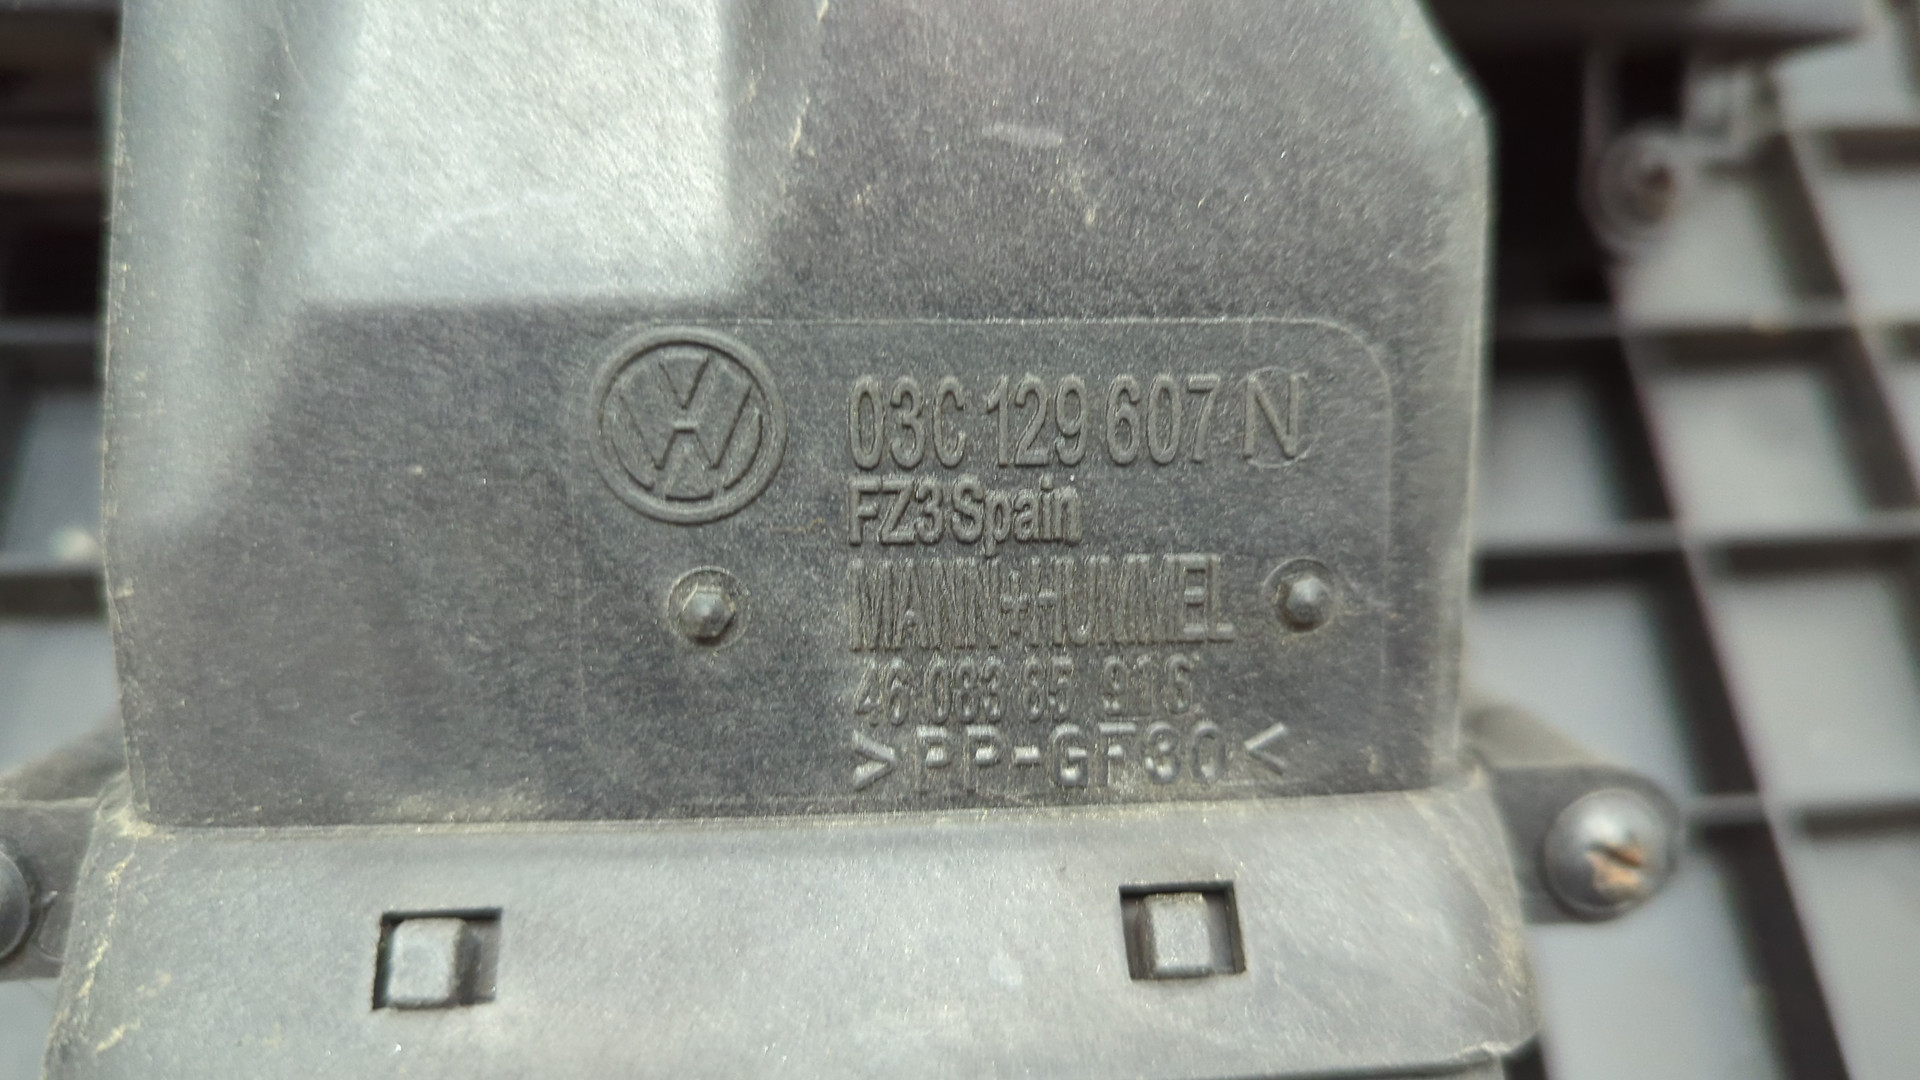 03C 129 607 N
FZ3 Spain
MANN+HUMMEL
46 083 85 916
>PP-GF30<